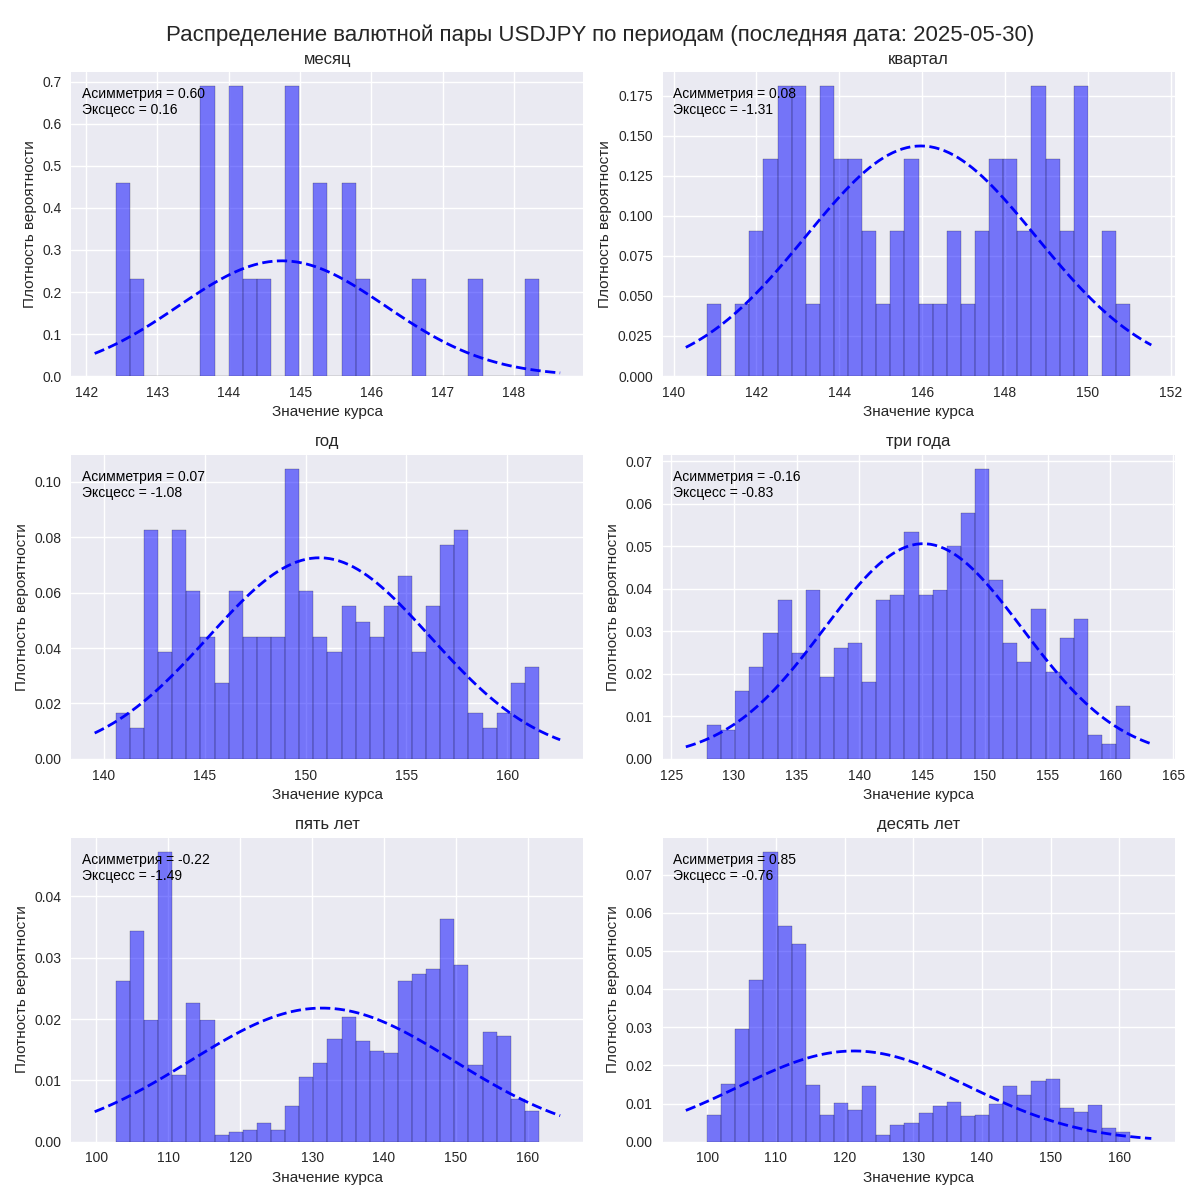 Распределение валютной пары USDJPY по периодам (последняя дата: 2025-05-30)
месяц
Асимметрия = 0.60
Эксцесс = 0.16
Плотность вероятности
0.7
0.6
0.5
0.4
0.3
0.2
0.1
0.0
142 143 144 145 146 147 148
Значение курса
квартал
Асимметрия = 0.08
Эксцесс = -1.31
Плотность вероятности
0.175
0.150
0.125
0.100
0.075
0.050
0.025
0.000
140 142 144 146 148 150 152
Значение курса
год
Асимметрия = 0.07
Эксцесс = -1.08
Плотность вероятности
0.10
0.08
0.06
0.04
0.02
0.00
140 145 150 155 160
Значение курса
три года
Асимметрия = -0.16
Эксцесс = -0.83
Плотность вероятности
0.07
0.06
0.05
0.04
0.03
0.02
0.01
0.00
125 130 135 140 145 150 155 160 165
Значение курса
пять лет
Асимметрия = -0.22
Эксцесс = -1.49
Плотность вероятности
0.04
0.03
0.02
0.01
0.00
100 110 120 130 140 150 160
Значение курса
десять лет
Асимметрия = 0.85
Эксцесс = -0.76
Плотность вероятности
0.07
0.06
0.05
0.04
0.03
0.02
0.01
0.00
100 110 120 130 140 150 160
Значение курса